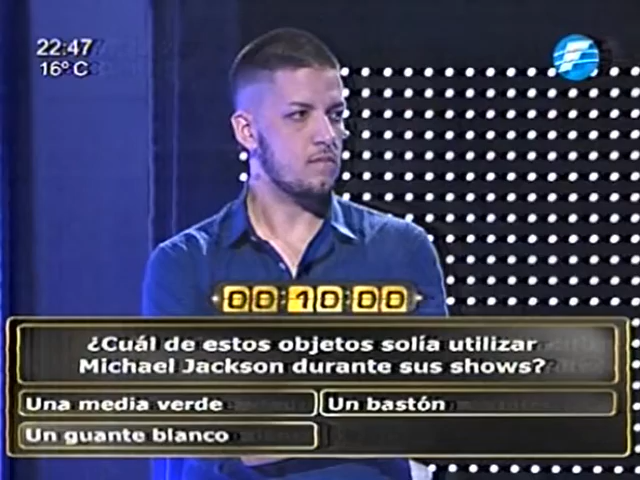 22:47
16°C
00:10:00
¿Cuál de estos objetos solía utilizar
Michael Jackson durante sus shows?
Una media verde
Un bastón
Un guante blanco